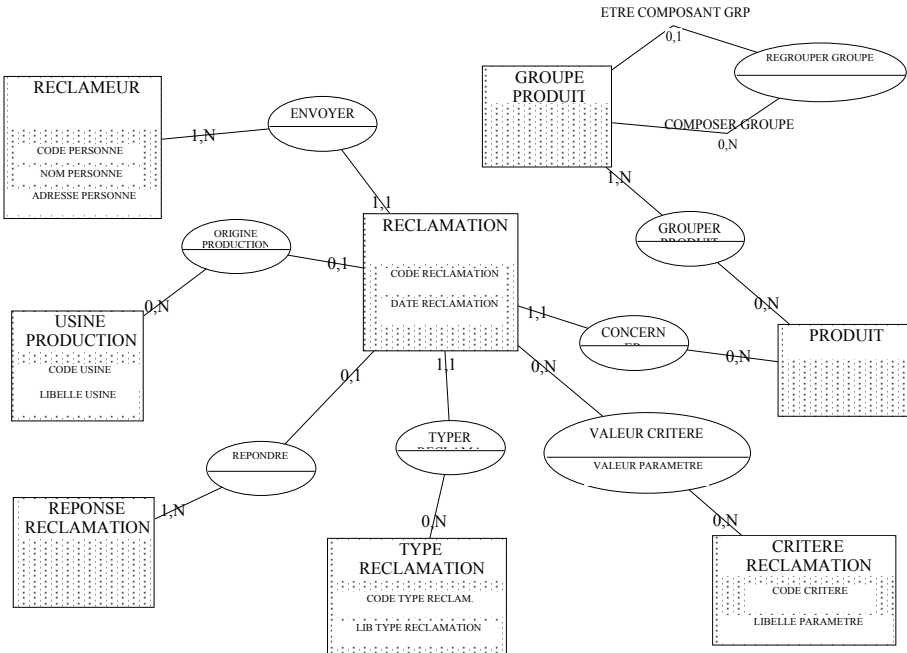 ETRE COMPOSANT GRP
0,1
REGROUPER GROUPE
GROUPE
PRODUIT
COMPOSER GROUPE
0,N
RECLAMEUR
CODE PERSONNE
NOM PERSONNE
ADRESSE PERSONNE
1,N
ENVOYER
1,1
1,N
GROUPER
PRODUIT
0,N
ORIGINE
PRODUCTION
0,1
0,N
RECLAMATION
CODE RECLAMATION
DATE RECLAMATION
1,1
CONCERN
ER
0,N
PRODUIT
USINE
PRODUCTION
CODE USINE
LIBELLE USINE
0,1
1,1
0,N
REPONDRE
TYPER
RECLAMA
VALEUR CRITERE
VALEUR PARAMETRE
1,N
0,N
0,N
REPONSE
RECLAMATION
TYPE
RECLAMATION
CODE TYPE RECLAM.
LIB TYPE RECLAMATION
CRITERE
RECLAMATION
CODE CRITERE
LIBELLE PARAMETRE